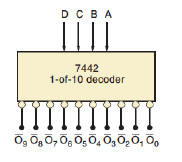 D C B A
7442
1-of-10 decoder
O̅9 O̅8 O̅7 O̅6 O̅5 O̅4 O̅3 O̅2 O̅1 O̅0